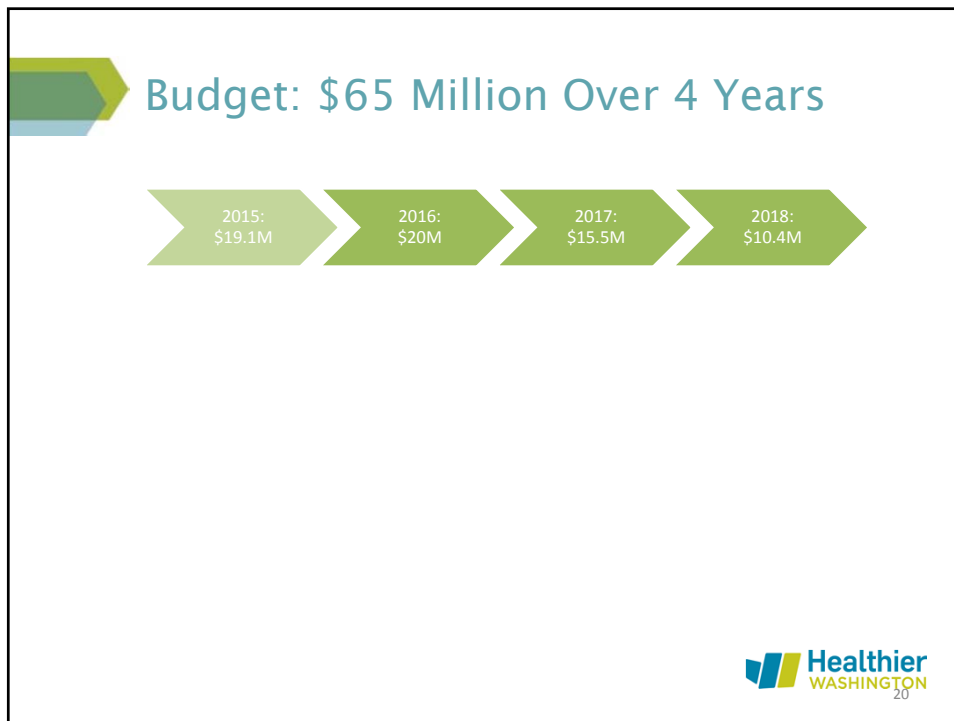 Budget: $65 Million Over 4 Years
2015:
$19.1M
2016:
$20M
2017:
$15.5M
2018:
$10.4M
Healthier
WASHINGTON
20